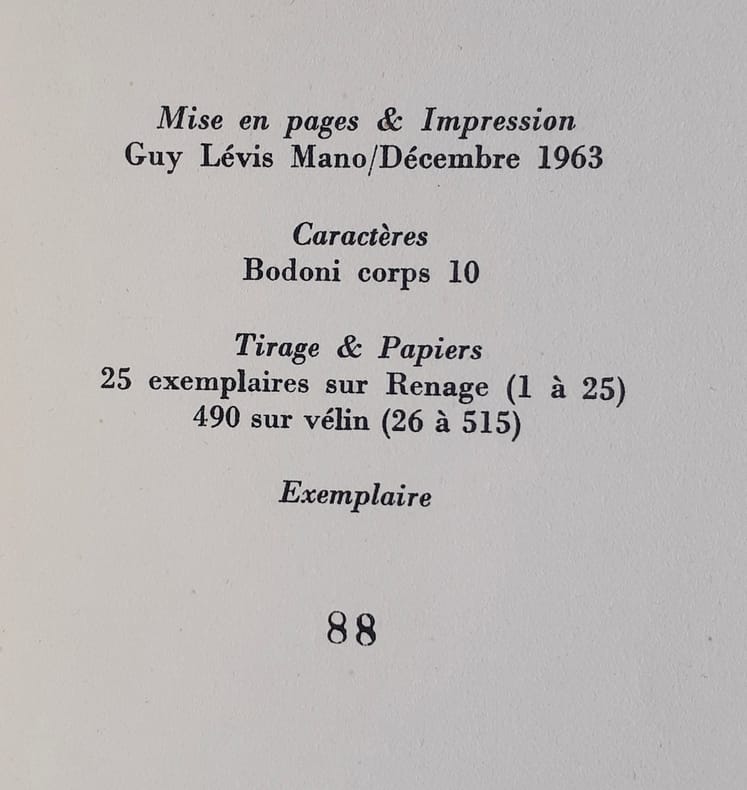 Mise en pages & Impression
Guy Lévis Mano/Décembre 1963
Caractères
Bodoni corps 10
Tirage & Papiers
25 exemplaires sur Renage (1 à 25)
490 sur vélin (26 à 515)
Exemplaire
88